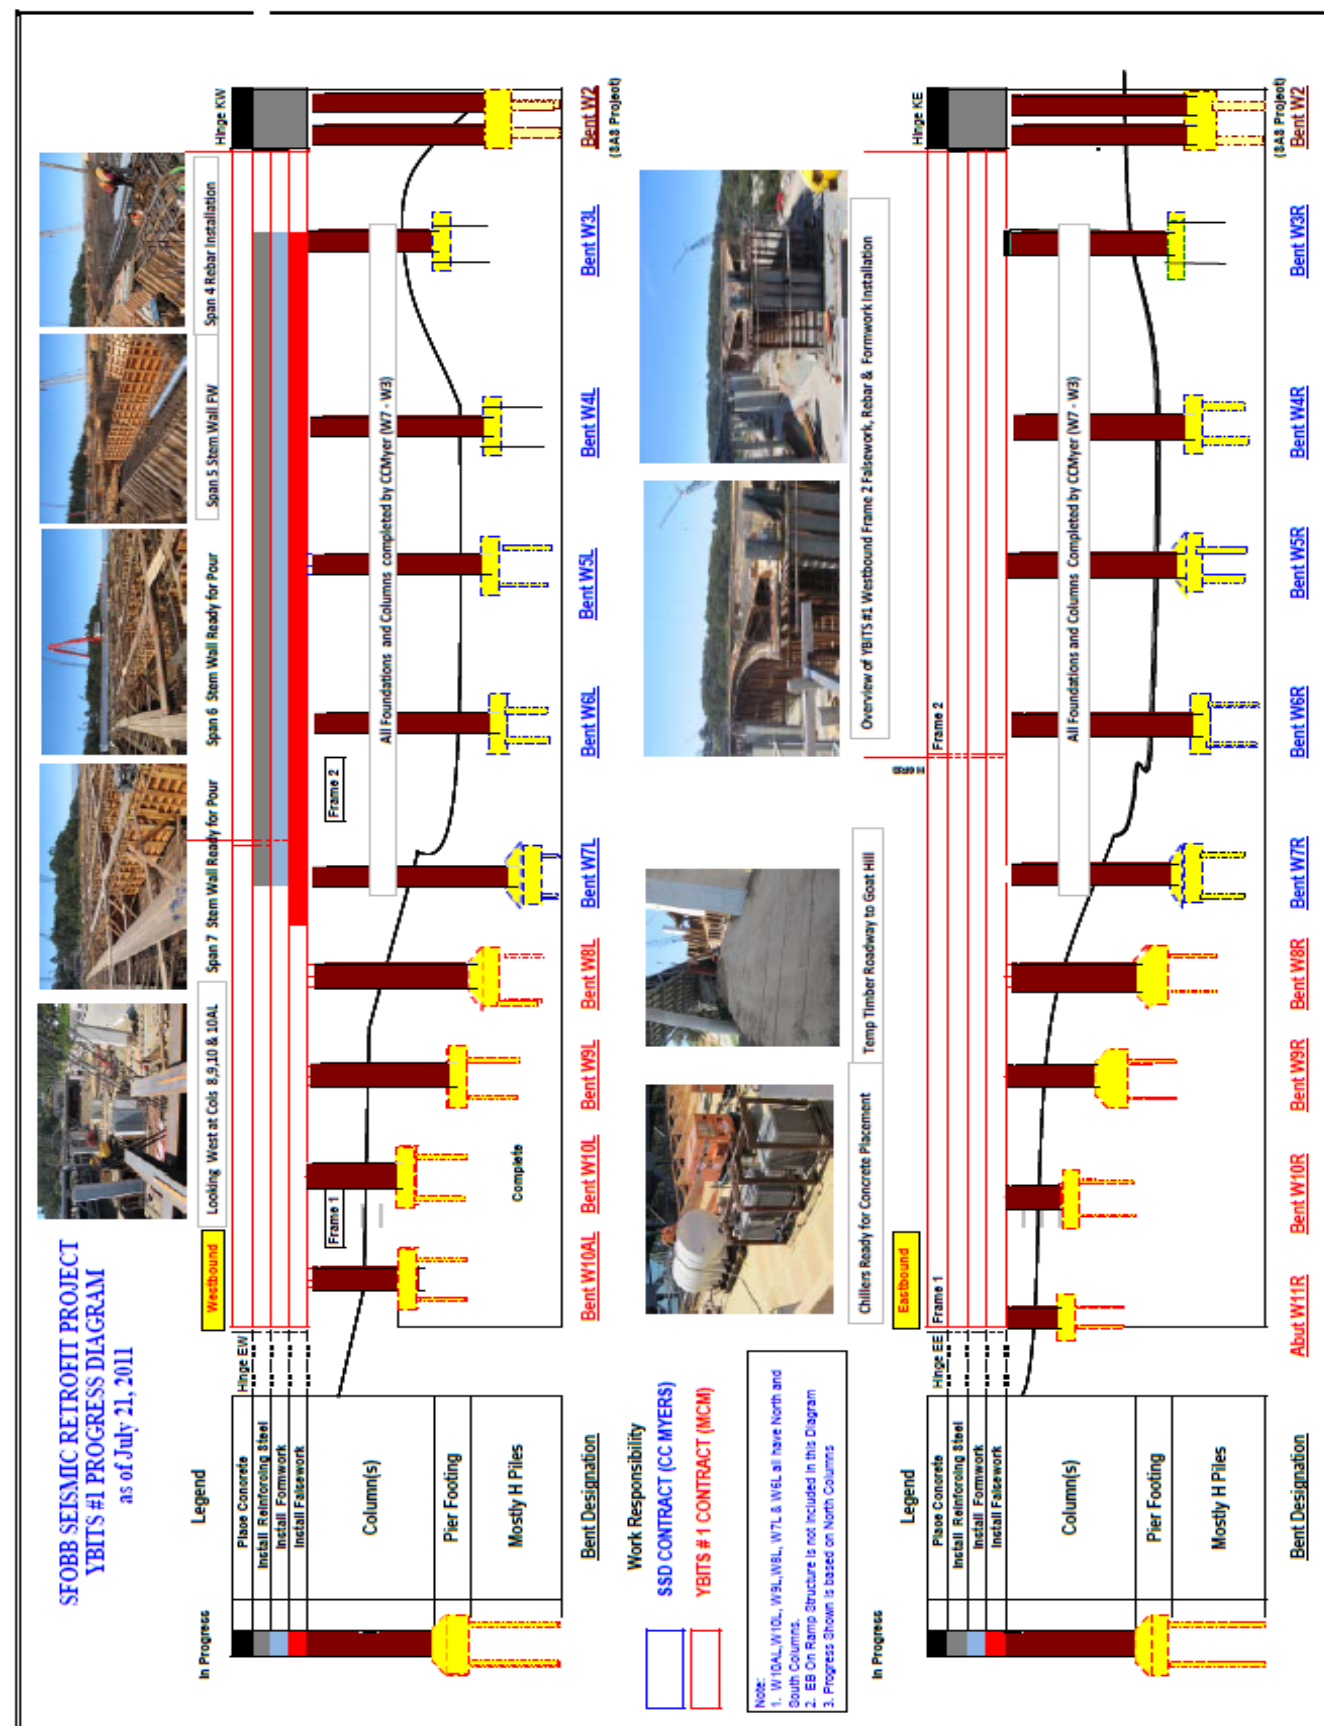 SFOBB SEISMIC RETROFIT PROJECT
YBITS #1 PROGRESS DIAGRAM
as of July 21, 2011
Looking West at Cols 8,9,10 & 10AL
Span 7 Stem Wall Ready for Pour
Span 6 Stem Wall Ready for Pour
Span 5 Stem Wall FW
Span 4 Rebar Installation
In Progress
Legend
Westbound
Hinge EW
Hinge KW
Place Concrete
Install Reinforcing Steel
Install Formwork
Install Falsework
Frame 1
Frame 2
Column(s)
All Foundations and Columns completed by CCMyer (W7 - W3)
Pier Footing
Mostly H Piles
Complete
Bent Designation
Bent W10AL
Bent W10L
Bent W9L
Bent W8L
Bent W7L
Bent W6L
Bent W5L
Bent W4L
Bent W3L
Bent W2
(SAS Project)
Work Responsibility
SSD CONTRACT (CC MYERS)
YBITS # 1 CONTRACT (MCM)
Note:
1. W10AL,W10L, W9L,W8L, W7L & W6L all have North and
South Columns.
2. EB On Ramp Structure is not included in this Diagram
3. Progress Shown is based on North Columns
Chillers Ready for Concrete Placement
Temp Timber Roadway to Goat Hill
Overview of YBITS #1 Westbound Frame 2 Falsework, Rebar & Formwork Installation
In Progress
Legend
Eastbound
Hinge EE
Hinge KE
Place Concrete
Install Reinforcing Steel
Install Formwork
Install Falsework
Frame 1
Frame 2
Column(s)
All Foundations and Columns Completed by CCMyer (W7 - W3)
Pier Footing
Mostly H Piles
Bent Designation
Abut W11R
Bent W10R
Bent W9R
Bent W8R
Bent W7R
Bent W6R
Bent W5R
Bent W4R
Bent W3R
Bent W2
(SAS Project)